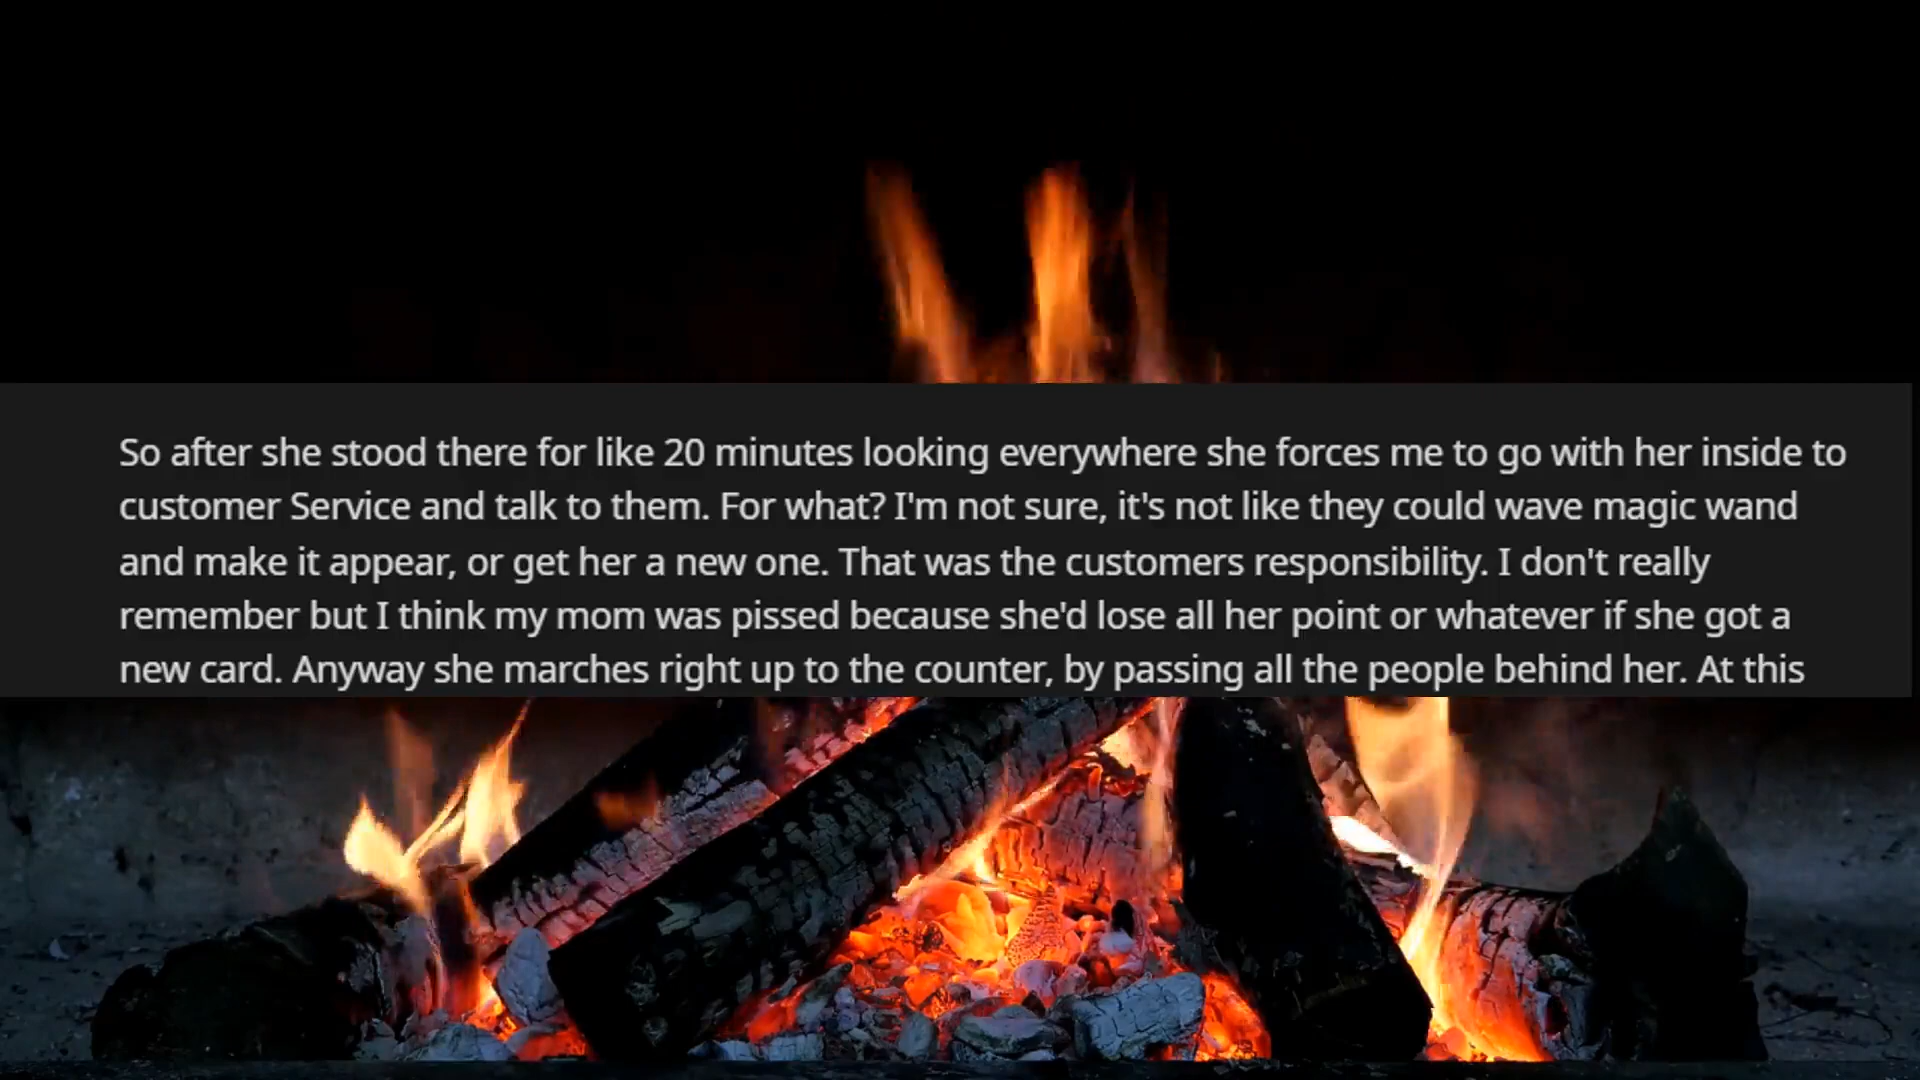 So after she stood there for like 20 minutes looking everywhere she forces me to go with her inside to
customer Service and talk to them. For what? I'm not sure, it's not like they could wave magic wand
and make it appear, or get her a new one. That was the customers responsibility. I don't really
remember but I think my mom was pissed because she'd lose all her point or whatever if she got a
new card. Anyway she marches right up to the counter, by passing all the people behind her. At this